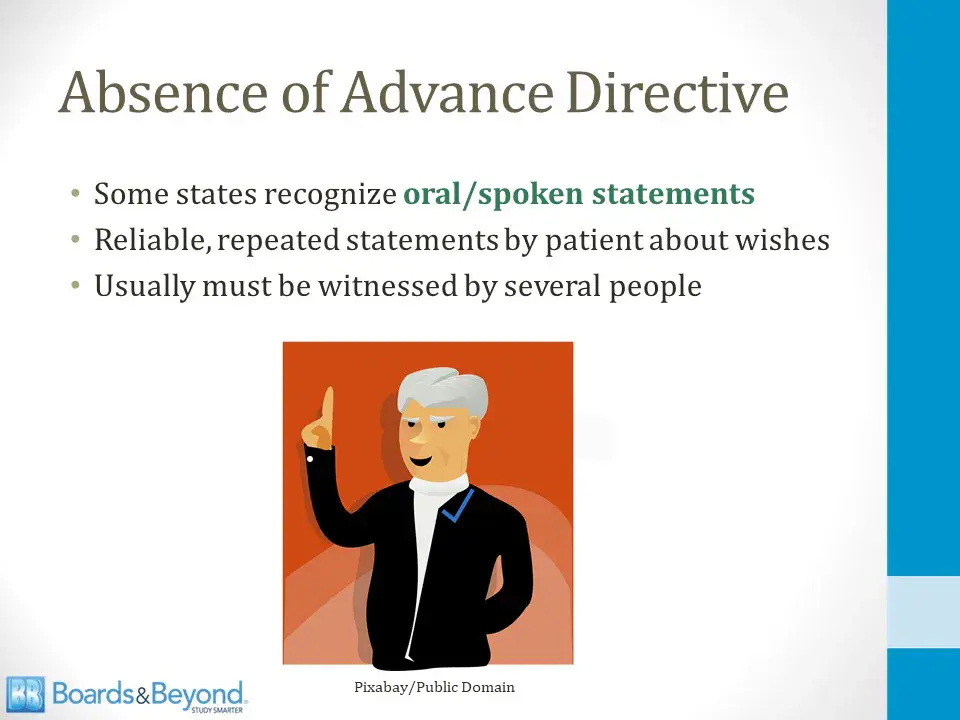 Absence of Advance Directive
• Some states recognize oral/spoken statements
• Reliable, repeated statements by patient about wishes
• Usually must be witnessed by several people
Pixabay/Public Domain
BB Boards&Beyond.
STUDY SMARTER